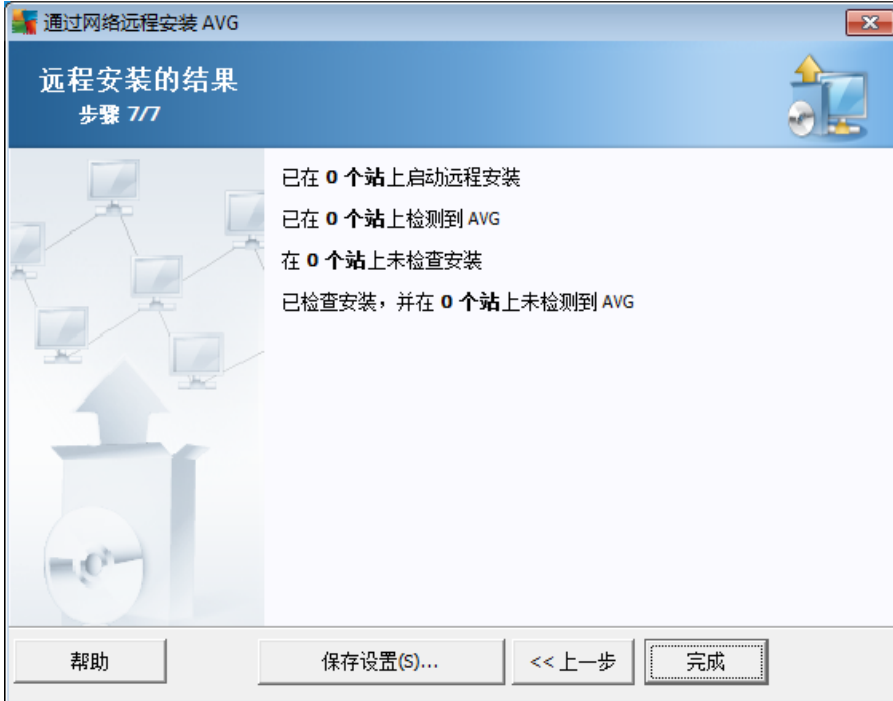 通过网络远程安装 AVG
远程安装的结果
步骤 7/7
已在 0 个站上启动远程安装
已在 0 个站上检测到 AVG
在 0 个站上未检查安装
已检查安装，并在 0 个站上未检测到 AVG
帮助
保存设置(S)...
<< 上一步
完成